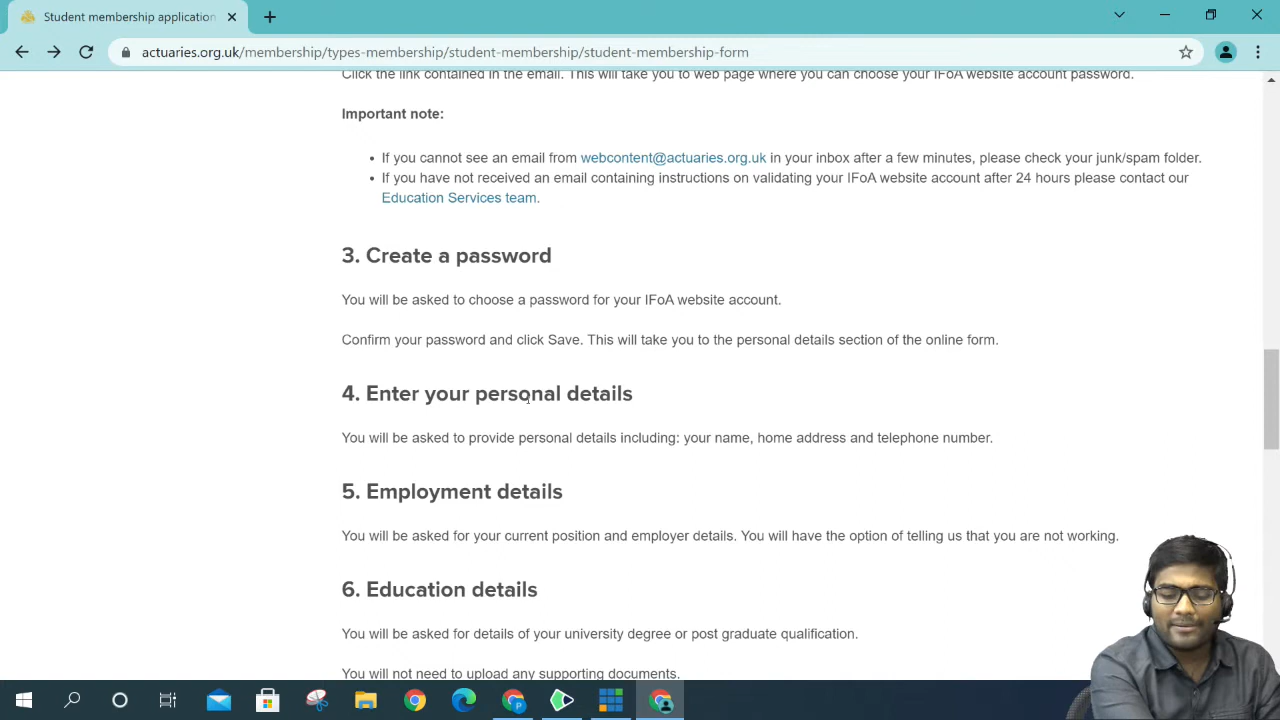 Student Membership application
actuaries.org.uk/membership/types-membership/student-membership/student-membership-form
Click the link contained in the email. This will take you to web page where you can choose your IFoA website account password.
Important note:
• If you cannot see an email from webcontent@actuaries.org.uk in your inbox after a few minutes, please check your junk/spam folder.
• If you have not received an email containing instructions on validating your IFoA website account after 24 hours please contact our
Education Services team.
3. Create a password
You will be asked to choose a password for your IFoA website account.
Confirm your password and click Save. This will take you to the personal details section of the online form.
4. Enter your personal details
You will be asked to provide personal details including: your name, home address and telephone number.
5. Employment details
You will be asked for your current position and employer details. You will have the option of telling us that you are not working.
6. Education details
You will be asked for details of your university degree or post graduate qualification.
You will not need to upload any supporting documents.